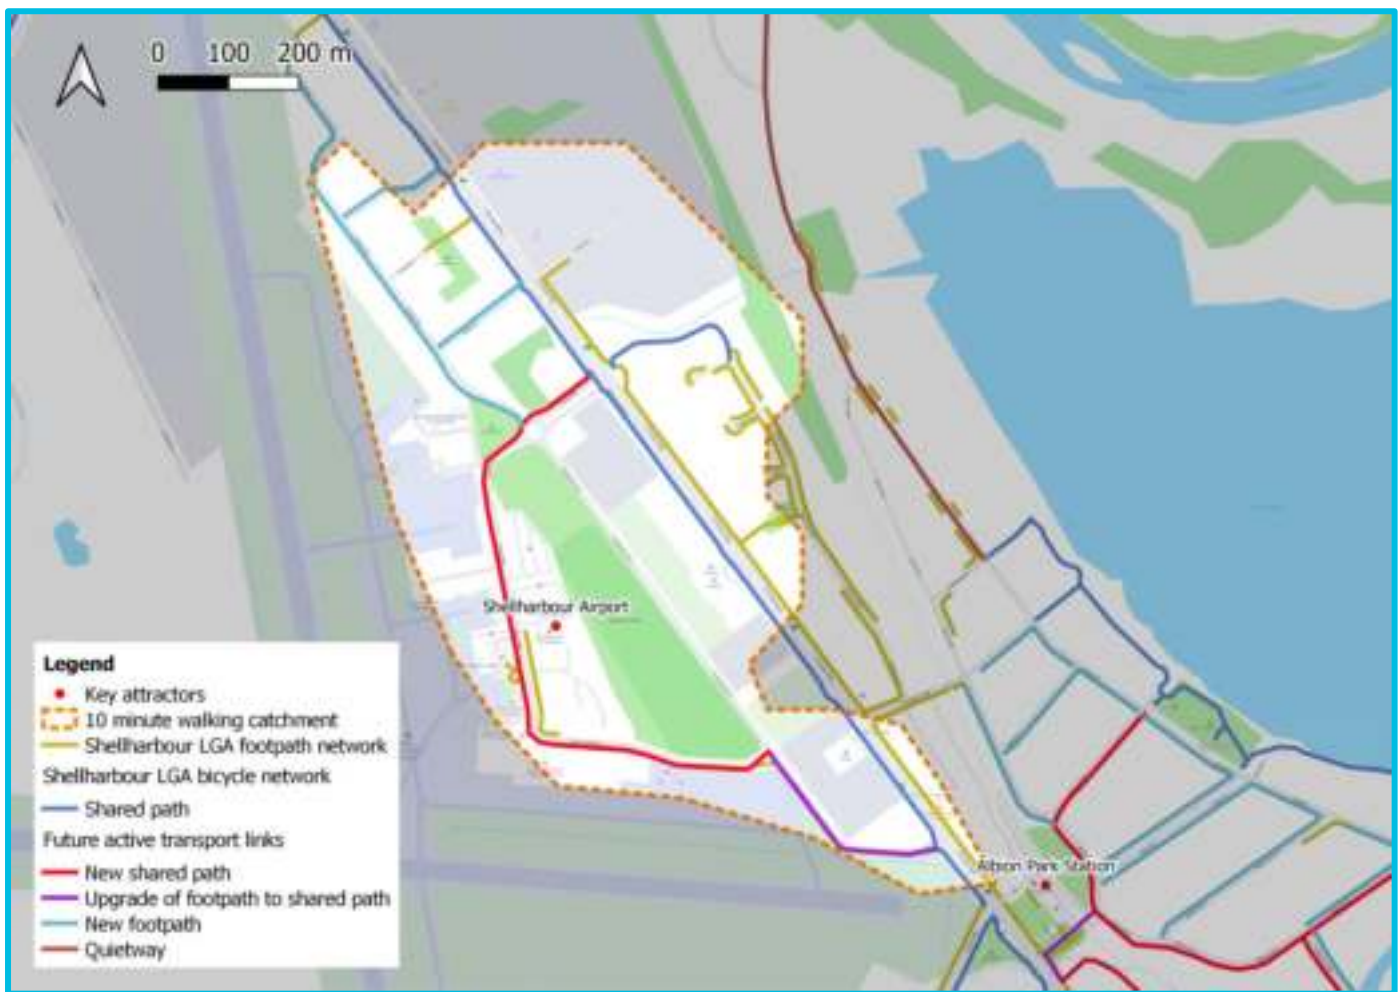 0 100 200 m
Shellharbour Airport
Legend
Key attractors
10 minute walking catchment
Shellharbour LGA footpath network
Shellharbour LGA bicycle network
Shared path
Future active transport links
New shared path
Upgrade of footpath to shared path
New footpath
Quietway
Albion Park Station